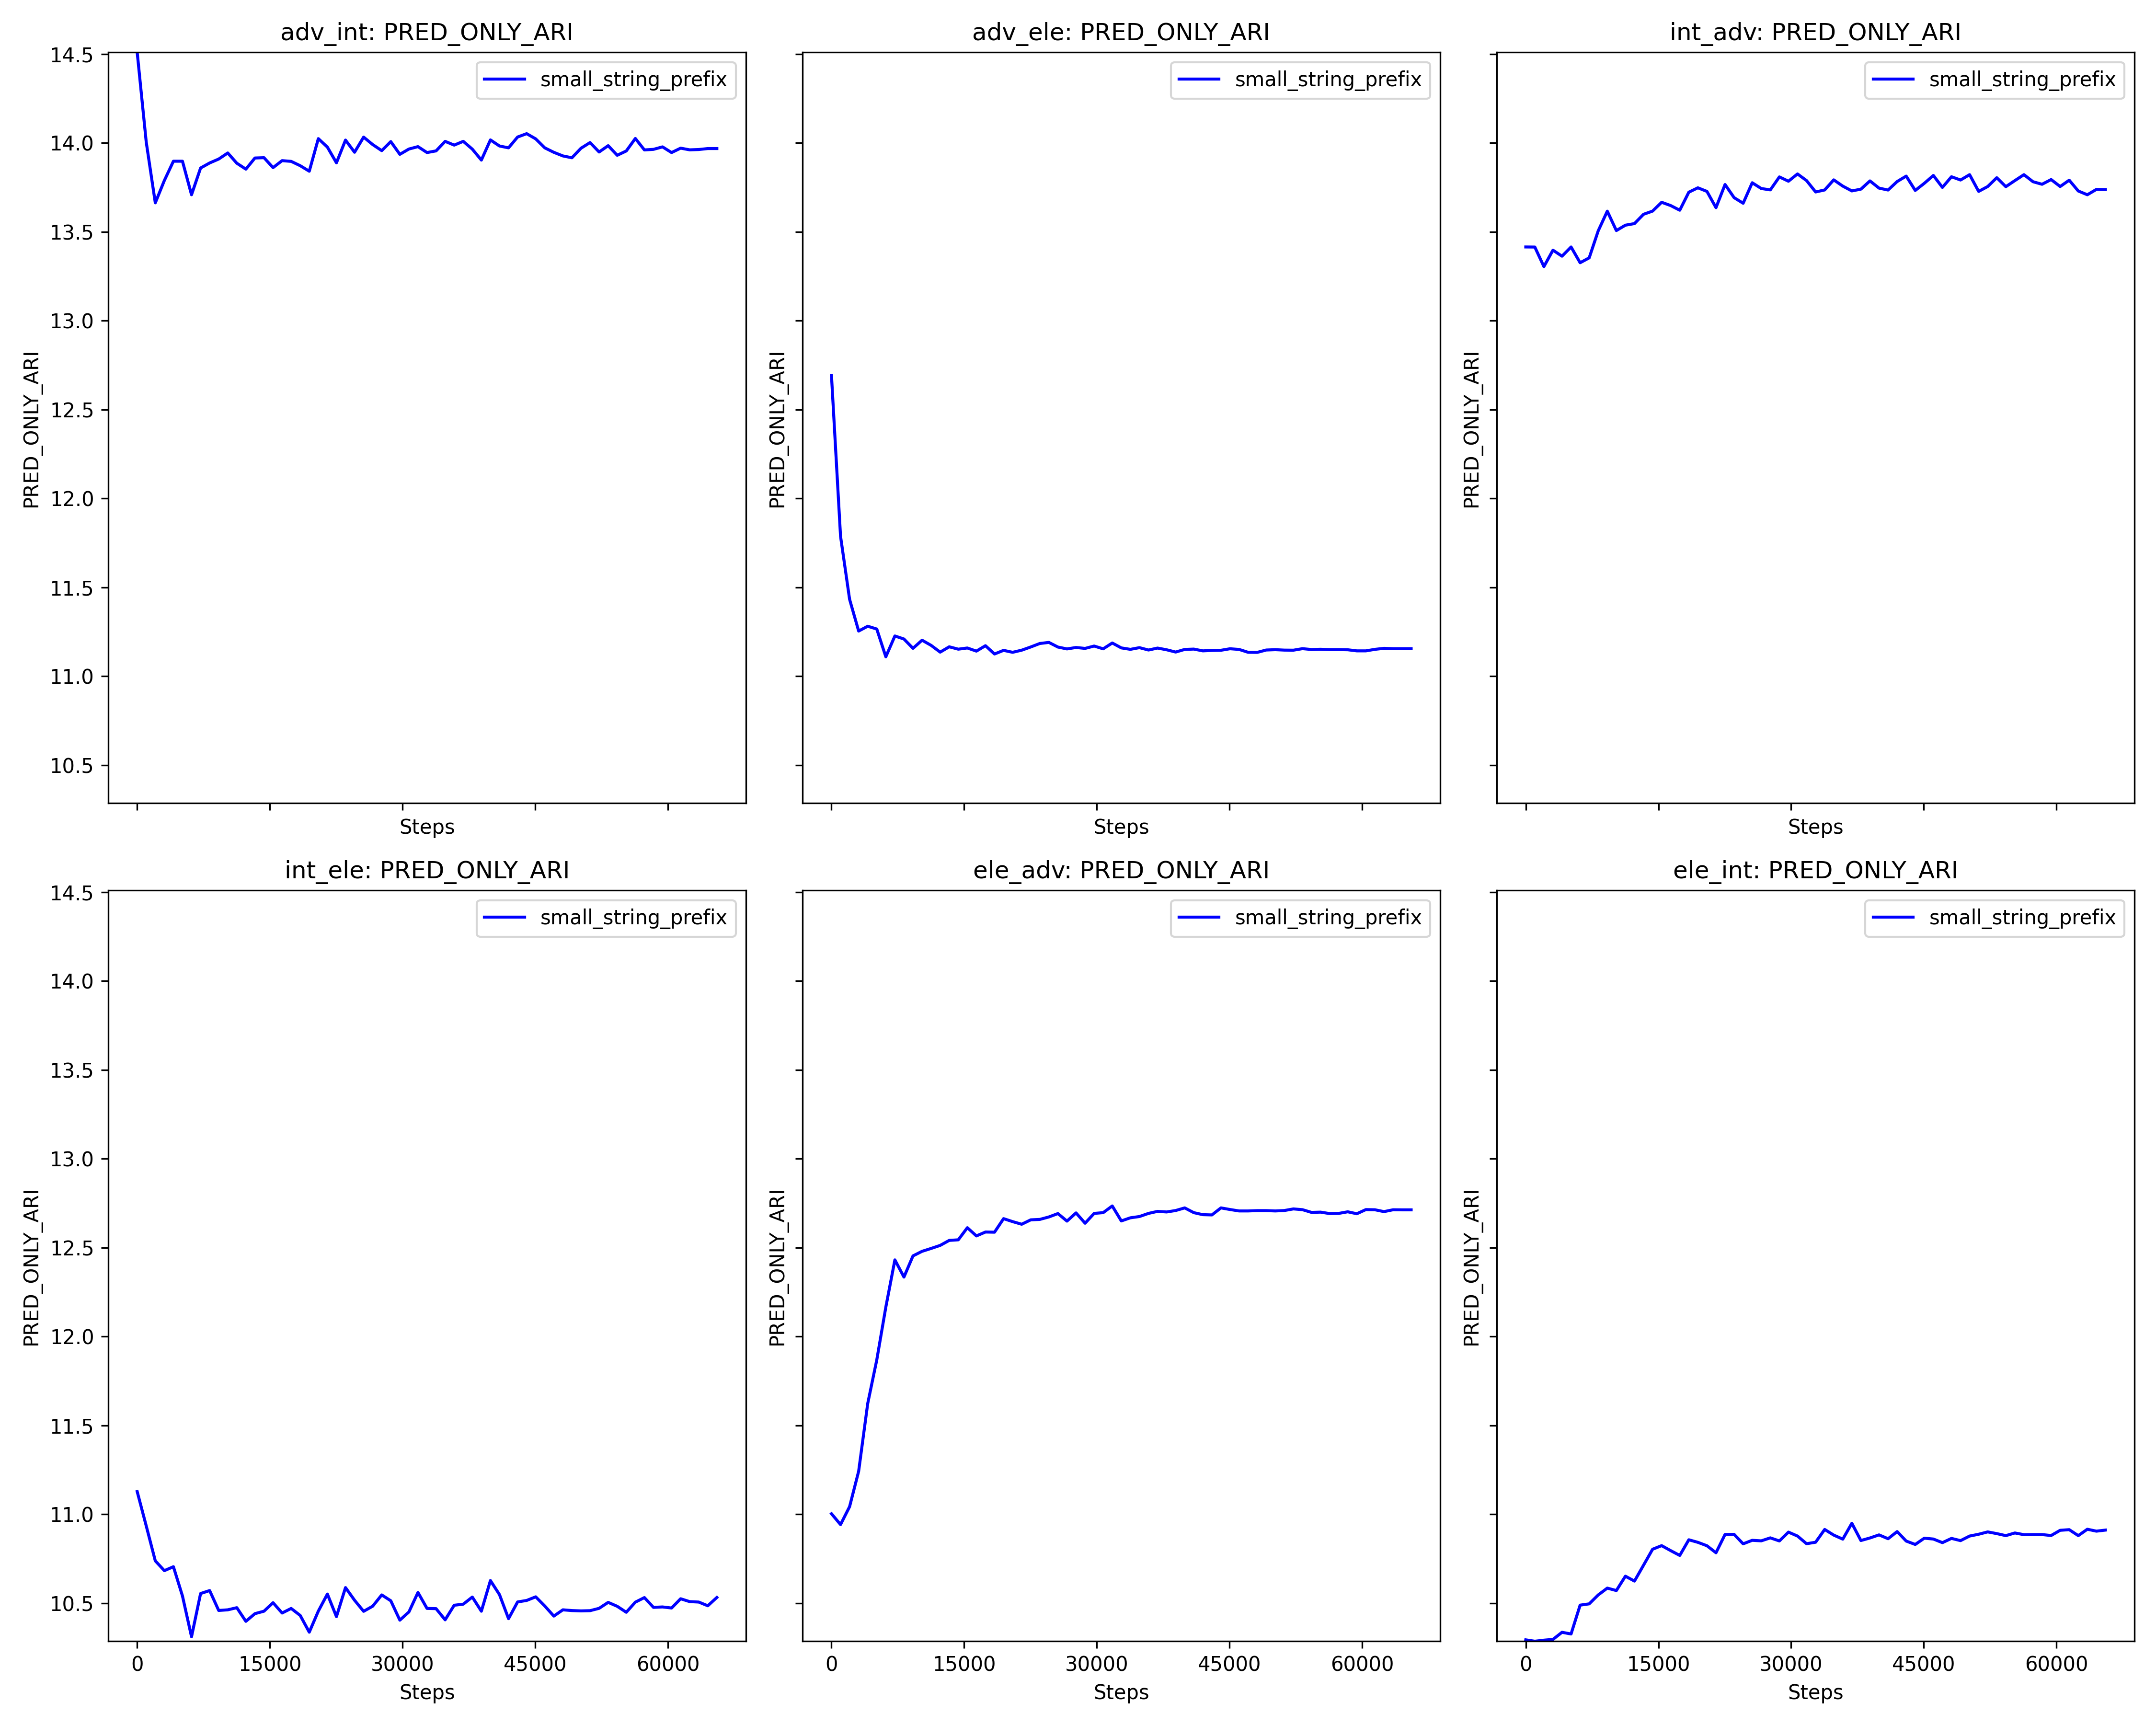 adv_int: PRED_ONLY_ARI
adv_ele: PRED_ONLY_ARI
int_adv: PRED_ONLY_ARI
small_string_prefix
small_string_prefix
small_string_prefix
14.5
14.0
13.5
13.0
12.5
12.0
11.5
11.0
10.5
PRED_ONLY_ARI
PRED_ONLY_ARI
PRED_ONLY_ARI
Steps
Steps
Steps
int_ele: PRED_ONLY_ARI
ele_adv: PRED_ONLY_ARI
ele_int: PRED_ONLY_ARI
small_string_prefix
small_string_prefix
small_string_prefix
14.5
14.0
13.5
13.0
12.5
12.0
11.5
11.0
10.5
PRED_ONLY_ARI
PRED_ONLY_ARI
PRED_ONLY_ARI
0 15000 30000 45000 60000
0 15000 30000 45000 60000
0 15000 30000 45000 60000
Steps
Steps
Steps